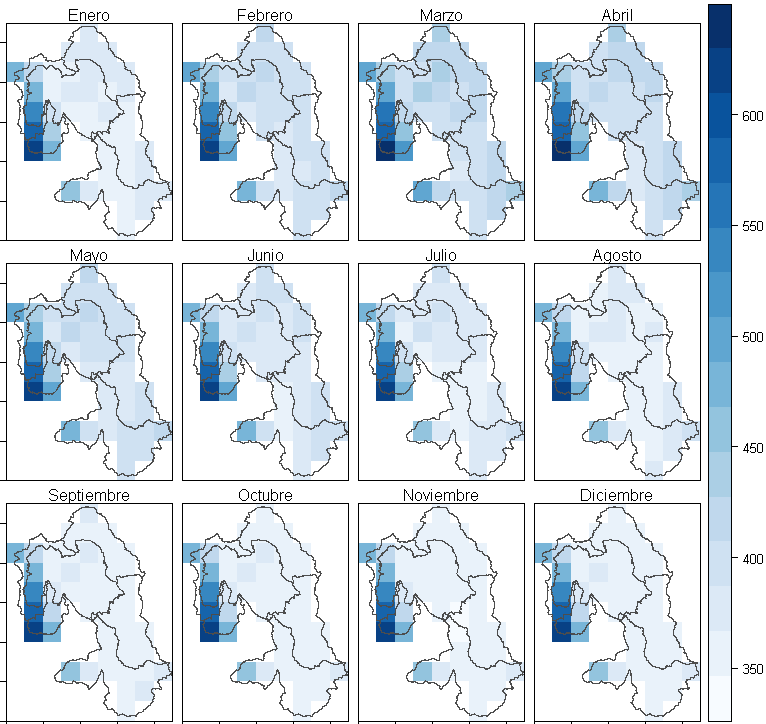 Enero Febrero Marzo Abril
Mayo Junio Julio Agosto
Septiembre Octubre Noviembre Diciembre
600
550
500
450
400
350